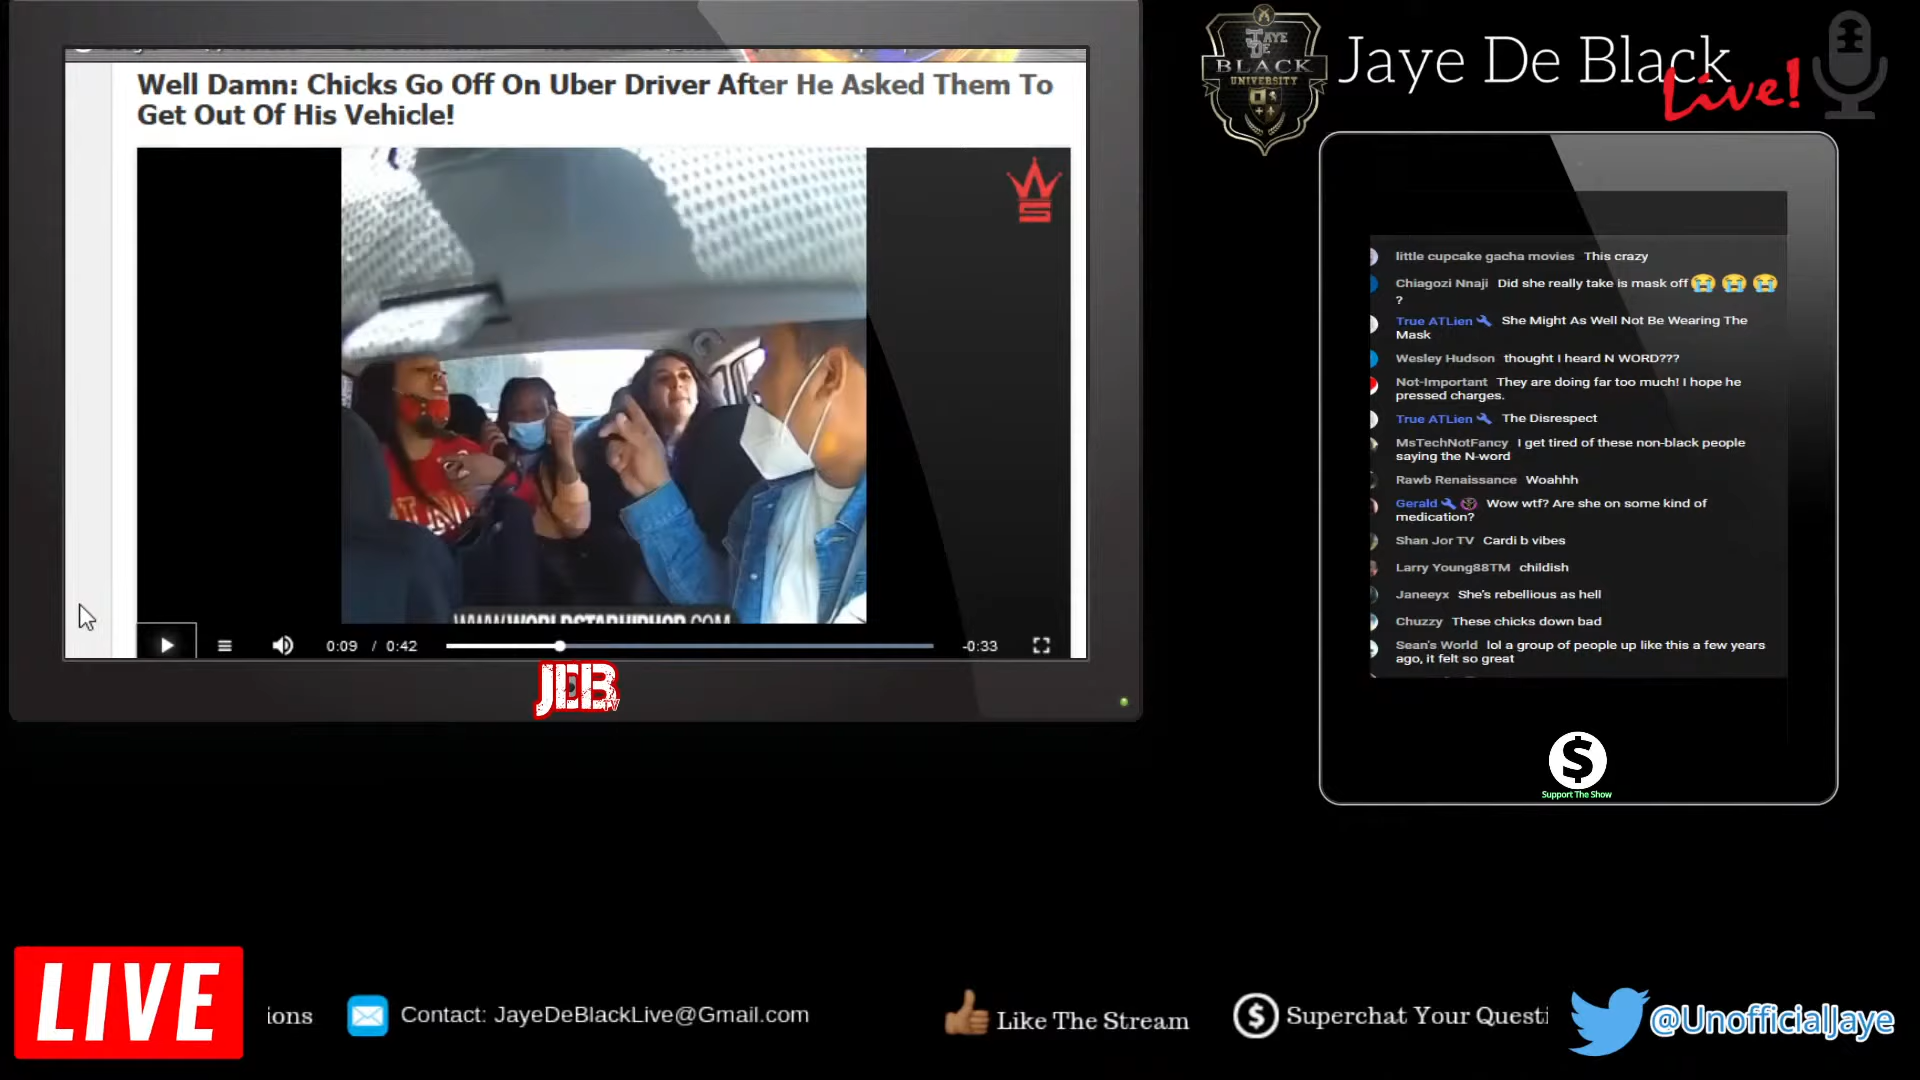 Well Damn: Chicks Go Off On Uber Driver After He Asked Them To
Get Out Of His Vehicle!
WWW.WORLDSTARHIPHOP.COM
0:09 / 0:42
-0:33
JDB
TV
JAYE
DE
BLACK
UNIVERSITY
Jaye De Black
Live!
little cupcake gacha movies This crazy
Chiagozi Nnaji Did she really take is mask off 😭 😭 😭
?
True ATLien She Might As Well Not Be Wearing The
Mask
Wesley Hudson thought I heard N WORD???
Not-Important They are doing far too much! I hope he
pressed charges.
True ATLien The Disrespect
MsTechNotFancy I get tired of these non-black people
saying the N-word
Rawb Renaissance Woahhh
Gerald Wow wtf? Are she on some kind of
medication?
Shan Jor TV Cardi b vibes
Larry Young88TM childish
Janeeyx She's rebellious as hell
Chuzzy These chicks down bad
Sean's World lol a group of people up like this a few years
ago, it felt so great
$
Support The Show
LIVE
ions
Contact: JayeDeBlackLive@Gmail.com
Like The Stream
$ Superchat Your Questi
@UnofficialJaye